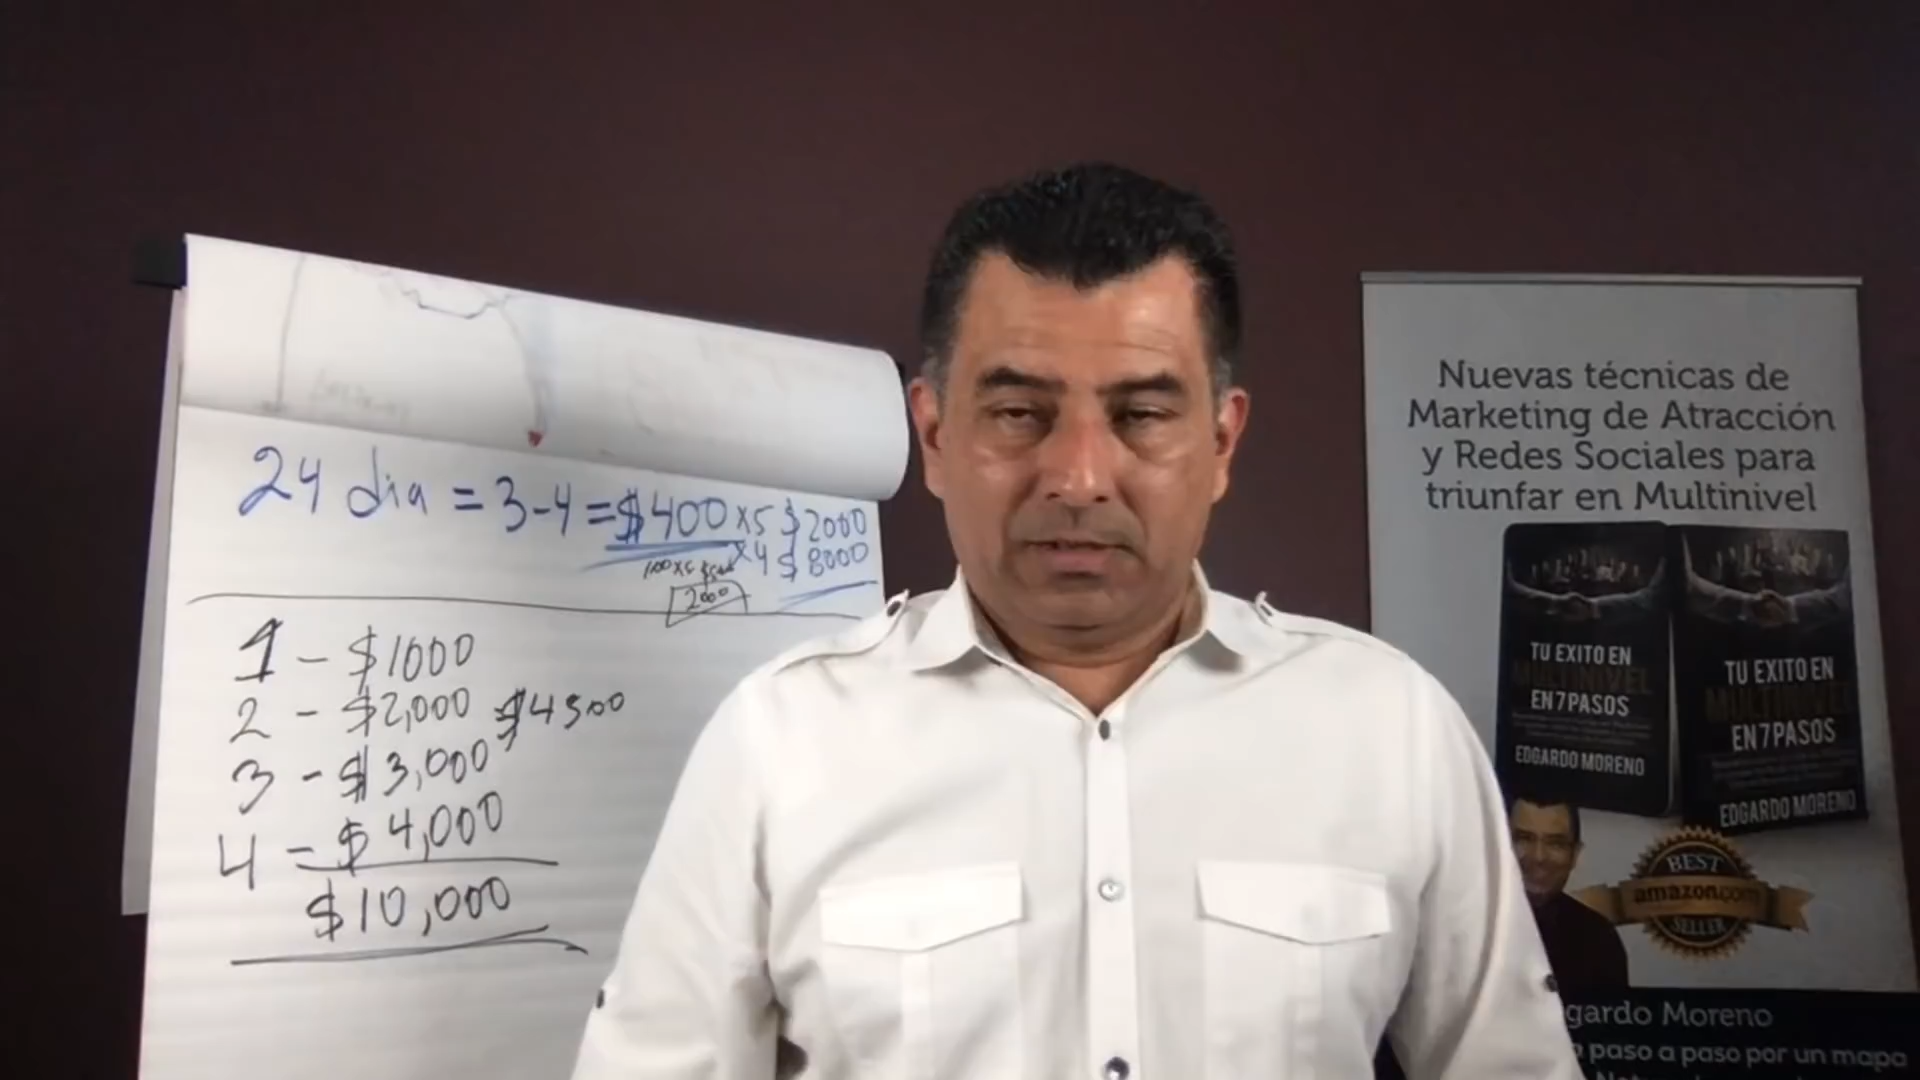 24 dia = 3-4 = $400 x5 $2000
x4 $8000
100x5 $500
2000
1 - $1000
2 - $2,000 $4500
3 - $3,000
4 - $4,000
$10,000
Nuevas técnicas de
Marketing de Atracción
y Redes Sociales para
triunfar en Multinivel
TU EXITO EN
MULTINIVEL
EN 7 PASOS
EDGARDO MORENO
TU EXITO EN
MULTINIVEL
EN 7 PASOS
EDGARDO MORENO
BEST
amazon.com
SELLER
gardo Moreno
paso a paso por un mapa